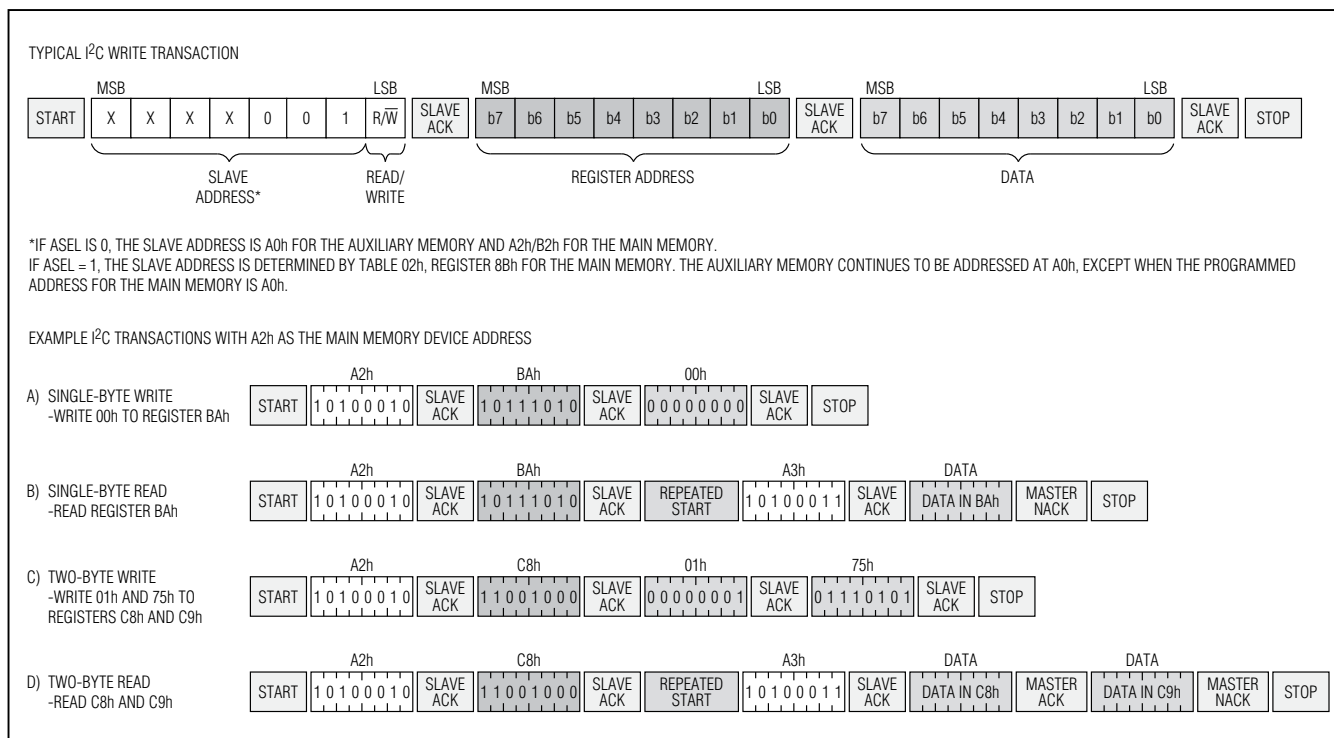 TYPICAL I2C WRITE TRANSACTION
MSB LSB MSB LSB MSB LSB
START X X X X 0 0 1 R/W̅ SLAVE ACK b7 b6 b5 b4 b3 b2 b1 b0 SLAVE ACK b7 b6 b5 b4 b3 b2 b1 b0 SLAVE ACK STOP
SLAVE ADDRESS* READ/WRITE REGISTER ADDRESS DATA
*IF ASEL IS 0, THE SLAVE ADDRESS IS A0h FOR THE AUXILIARY MEMORY AND A2h/B2h FOR THE MAIN MEMORY.
IF ASEL = 1, THE SLAVE ADDRESS IS DETERMINED BY TABLE 02h, REGISTER 8Bh FOR THE MAIN MEMORY. THE AUXILIARY MEMORY CONTINUES TO BE ADDRESSED AT A0h, EXCEPT WHEN THE PROGRAMMED
ADDRESS FOR THE MAIN MEMORY IS A0h.
EXAMPLE I2C TRANSACTIONS WITH A2h AS THE MAIN MEMORY DEVICE ADDRESS
A2h BAh 00h
A) SINGLE-BYTE WRITE
-WRITE 00h TO REGISTER BAh
START 10100010 SLAVE ACK 10111010 SLAVE ACK 00000000 SLAVE ACK STOP
A2h BAh A3h DATA
B) SINGLE-BYTE READ
-READ REGISTER BAh
START 10100010 SLAVE ACK 10111010 SLAVE ACK REPEATED START 10100011 SLAVE ACK DATA IN BAh MASTER NACK STOP
A2h C8h 01h 75h
C) TWO-BYTE WRITE
-WRITE 01h AND 75h TO
REGISTERS C8h AND C9h
START 10100010 SLAVE ACK 11001000 SLAVE ACK 00000001 SLAVE ACK 01110101 SLAVE ACK STOP
A2h C8h A3h DATA DATA
D) TWO-BYTE READ
-READ C8h AND C9h
START 10100010 SLAVE ACK 11001000 SLAVE ACK REPEATED START 10100011 SLAVE ACK DATA IN C8h MASTER ACK DATA IN C9h MASTER NACK STOP